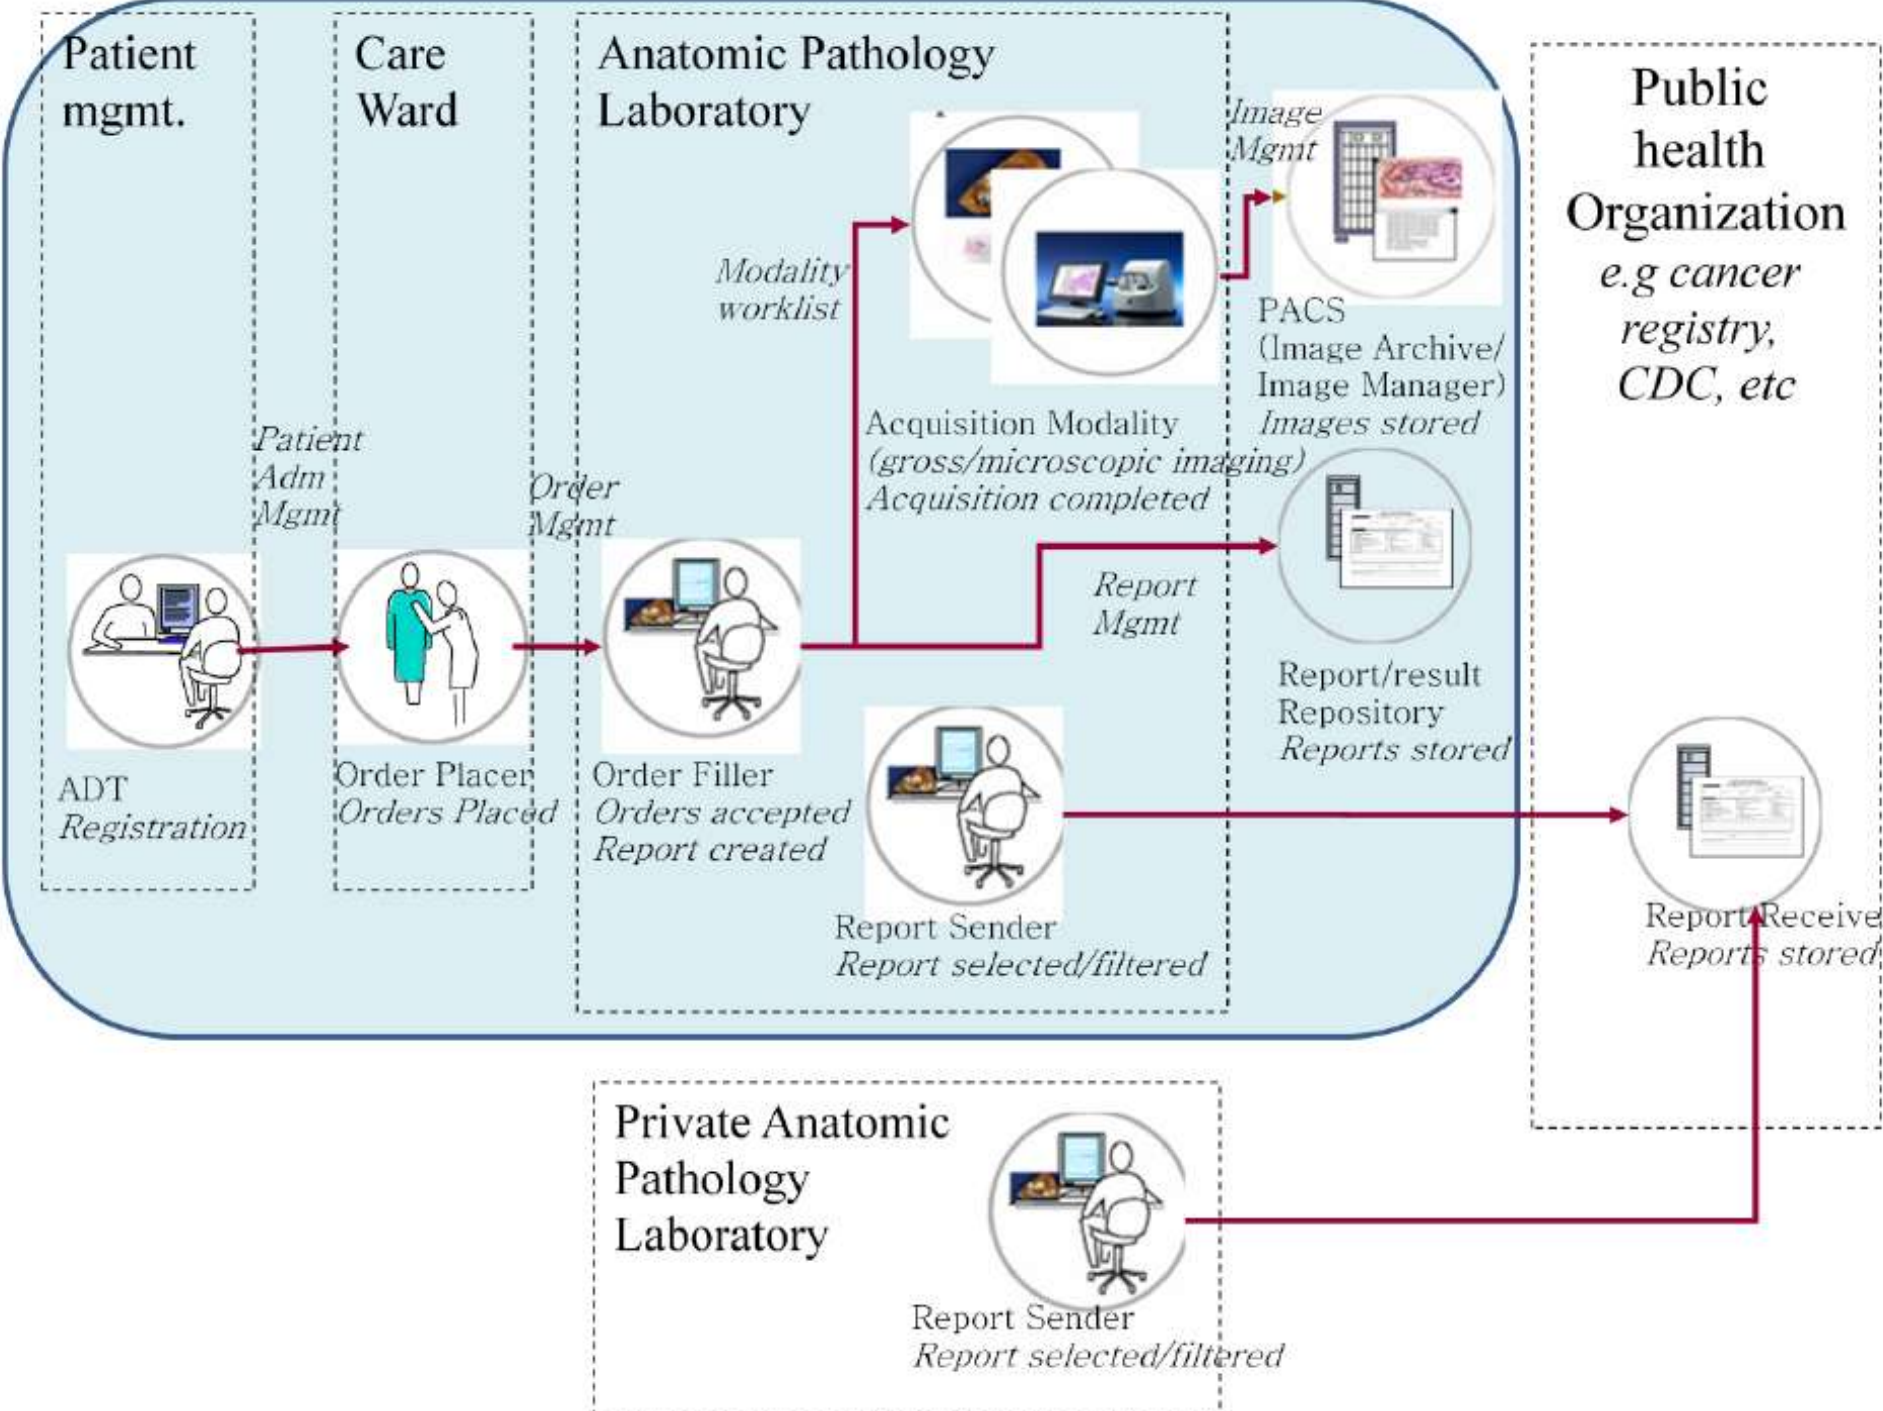 Patient
mgmt.
Care
Ward
Anatomic Pathology
Laboratory
Public
health
Organization
e.g cancer
registry,
CDC, etc
Image
Mgmt
Modality
worklist
PACS
(Image Archive/
Image Manager)
Images stored
Acquisition Modality
(gross/microscopic imaging)
Acquisition completed
Patient
Adm
Mgmt
Order
Mgmt
Report
Mgmt
Report/result
Repository
Reports stored
ADT
Registration
Order Placer
Orders Placed
Order Filler
Orders accepted
Report created
Report Sender
Report selected/filtered
Report Receive
Reports stored
Private Anatomic
Pathology
Laboratory
Report Sender
Report selected/filtered